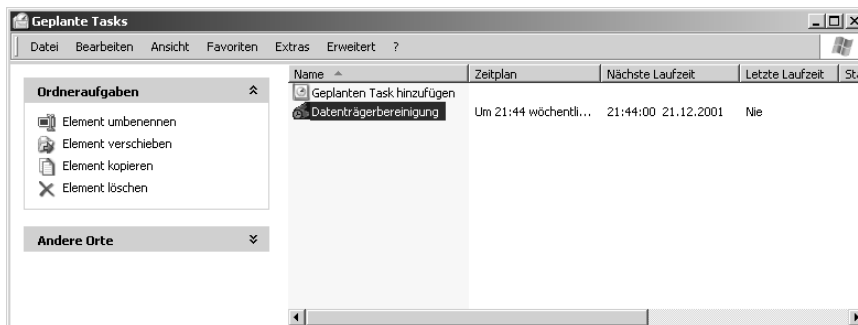 Geplante Tasks
Datei Bearbeiten Ansicht Favoriten Extras Erweitert ?
Ordneraufgaben
Element umbenennen
Element verschieben
Element kopieren
Element löschen
Andere Orte
Name Zeitplan Nächste Laufzeit Letzte Laufzeit Sta
Geplanten Task hinzufügen
Datenträgerbereinigung Um 21:44 wöchentli... 21:44:00 21.12.2001 Nie